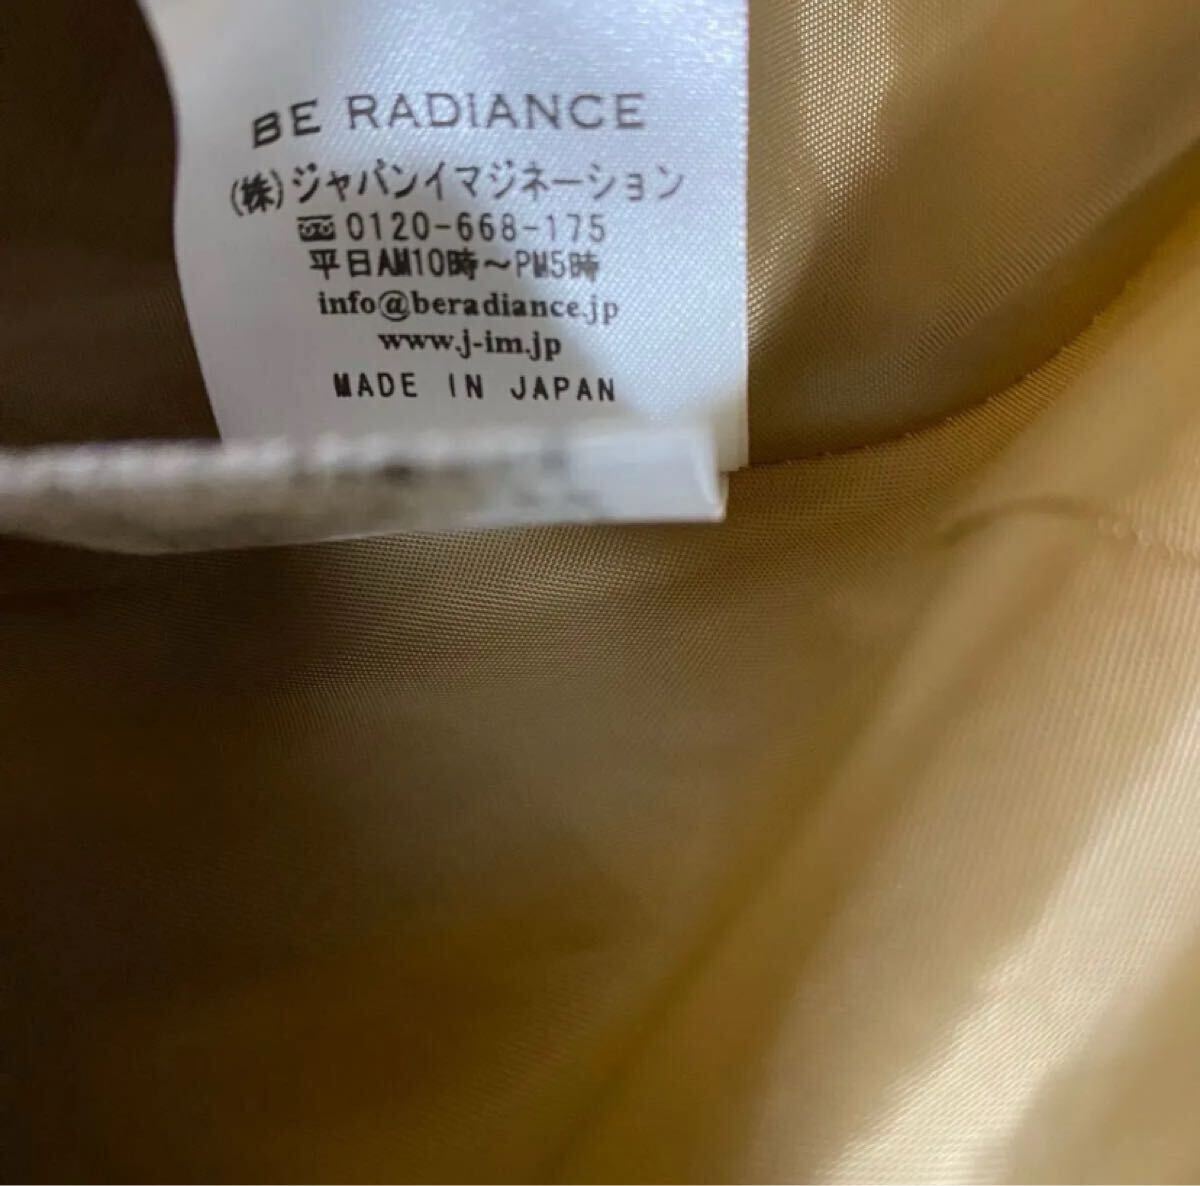 BE RADIANCE
(株)ジャパンイマジネーション
0120-668-175
平日AM10時～PM5時
info@beradiance.jp
www.j-im.jp
MADE IN JAPAN